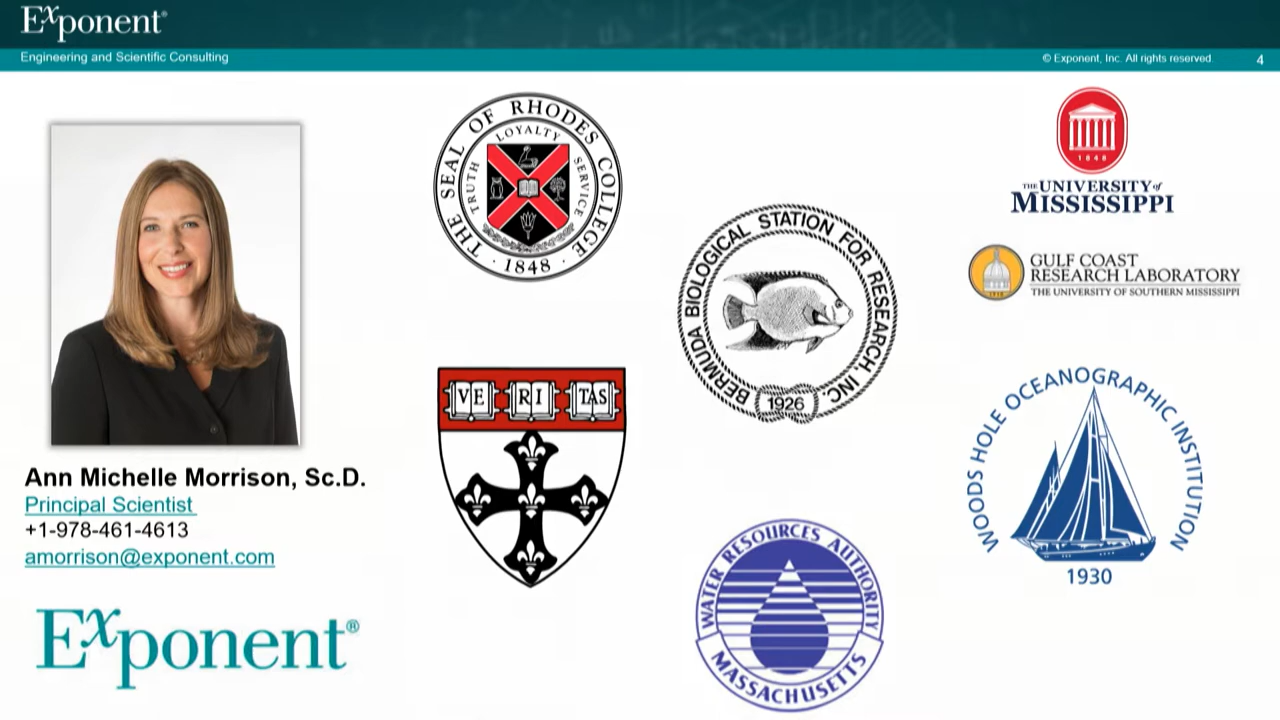 Exponent®
Engineering and Scientific Consulting
© Exponent, Inc. All rights reserved.
4
Ann Michelle Morrison, Sc.D.
Principal Scientist
+1-978-461-4613
amorrison@exponent.com
Exponent®
THE SEAL OF RHODES COLLEGE
TRUTH LOYALTY SERVICE
· 1848 ·
VE RI TAS
BERMUDA BIOLOGICAL STATION FOR RESEARCH, INC.
1926
WATER RESOURCES AUTHORITY
MASSACHUSETTS
1848
THE UNIVERSITY of
MISSISSIPPI
GULF COAST
RESEARCH LABORATORY
THE UNIVERSITY OF SOUTHERN MISSISSIPPI
WOODS HOLE OCEANOGRAPHIC INSTITUTION
1930